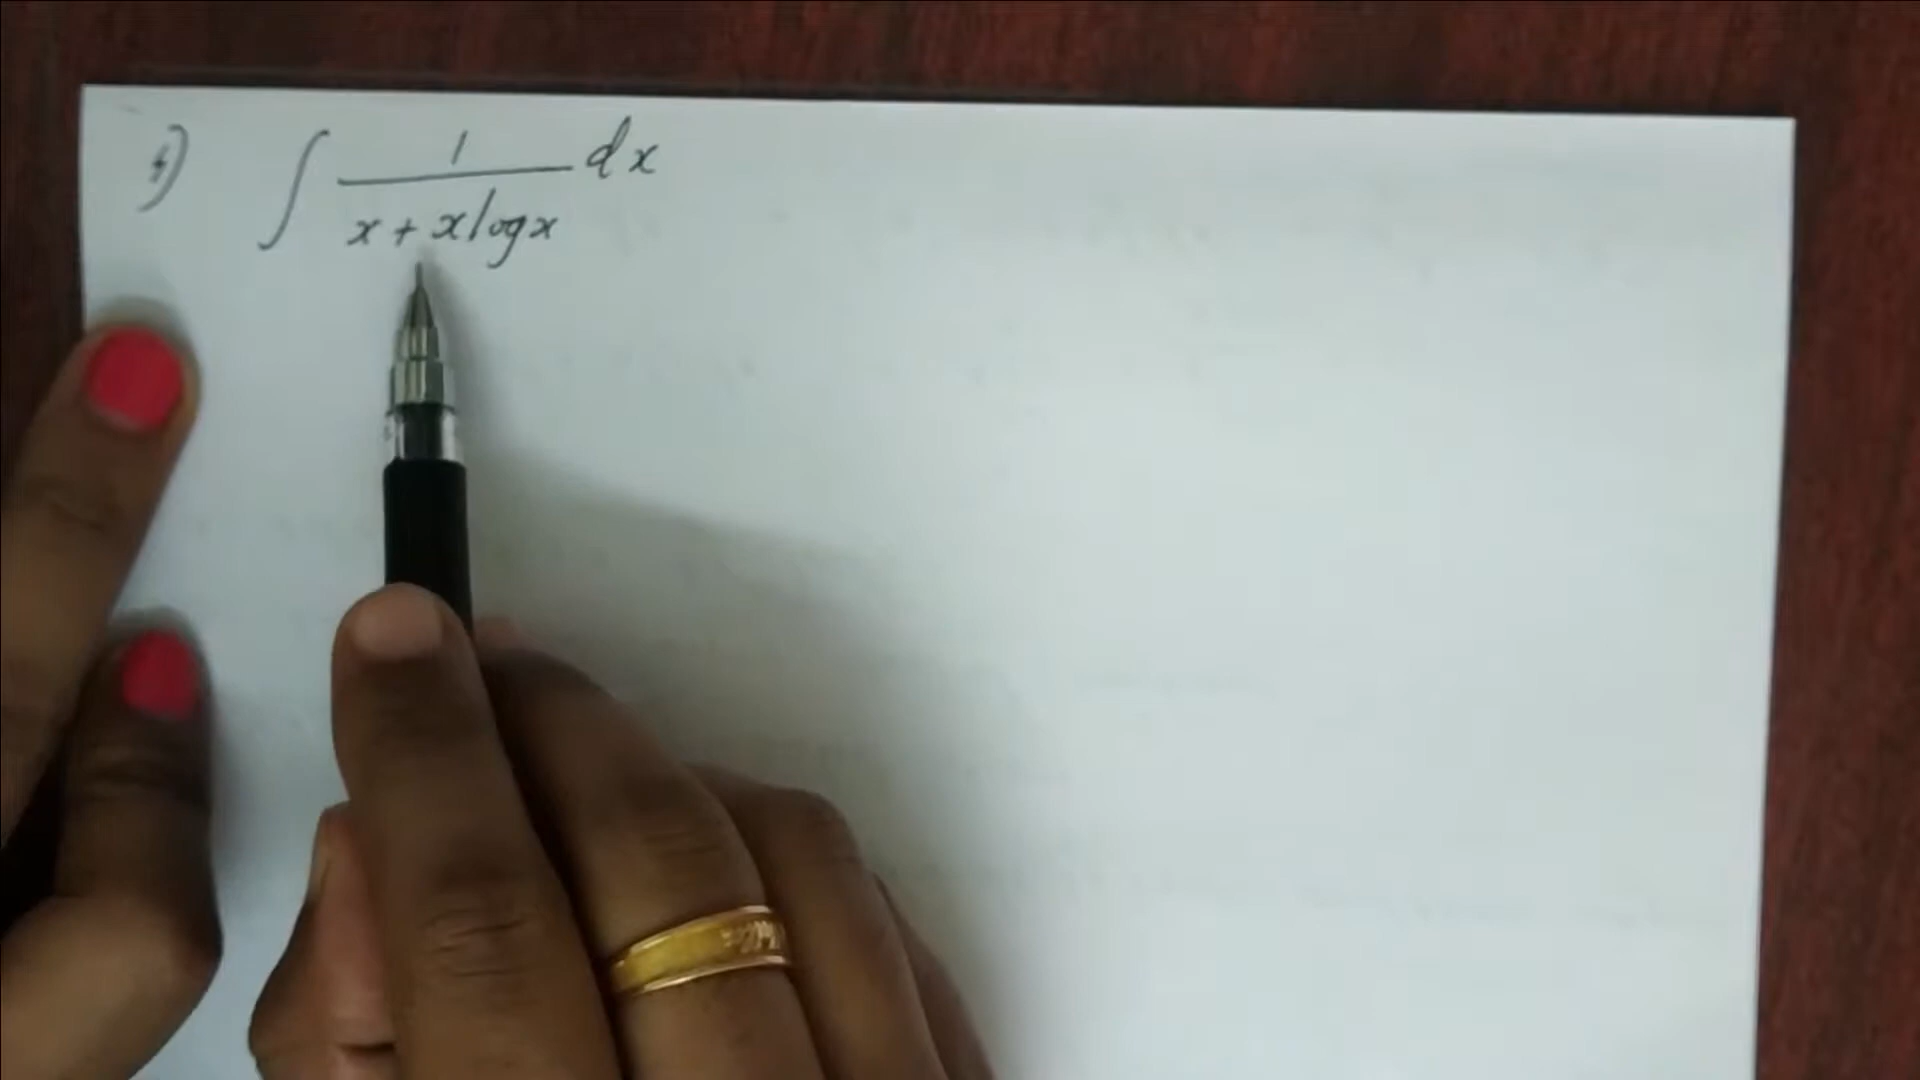 4) ∫ 1/(x + x log x) dx